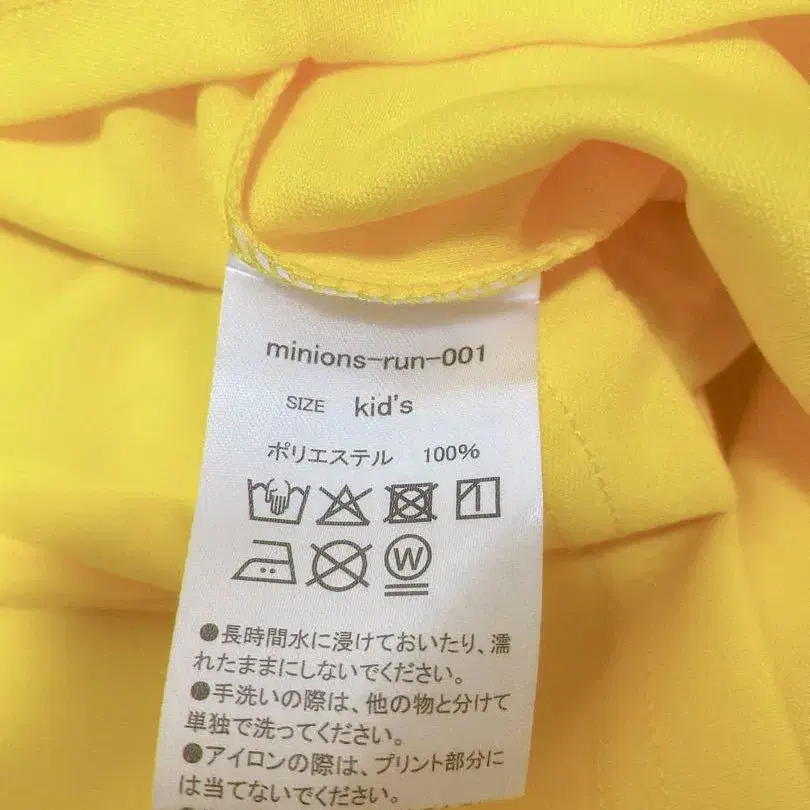 minions-run-001
SIZE kid's
ポリエステル 100%
W
●長時間水に浸けておいたり、濡
れたままにしないでください。
●手洗いの際は、他の物と分けて
単独で洗ってください。
●アイロンの際は、プリント部分に
は当てないでください。